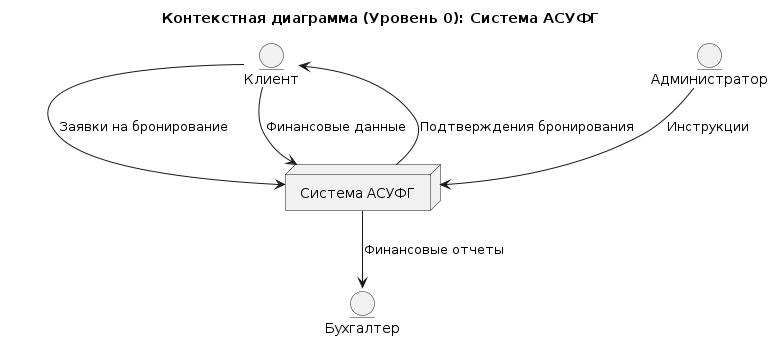 Контекстная диаграмма (Уровень 0): Система АСУФГ
Клиент
Администратор
Заявки на бронирование
Финансовые данные
Подтверждения бронирования
Инструкции
Система АСУФГ
Финансовые отчеты
Бухгалтер